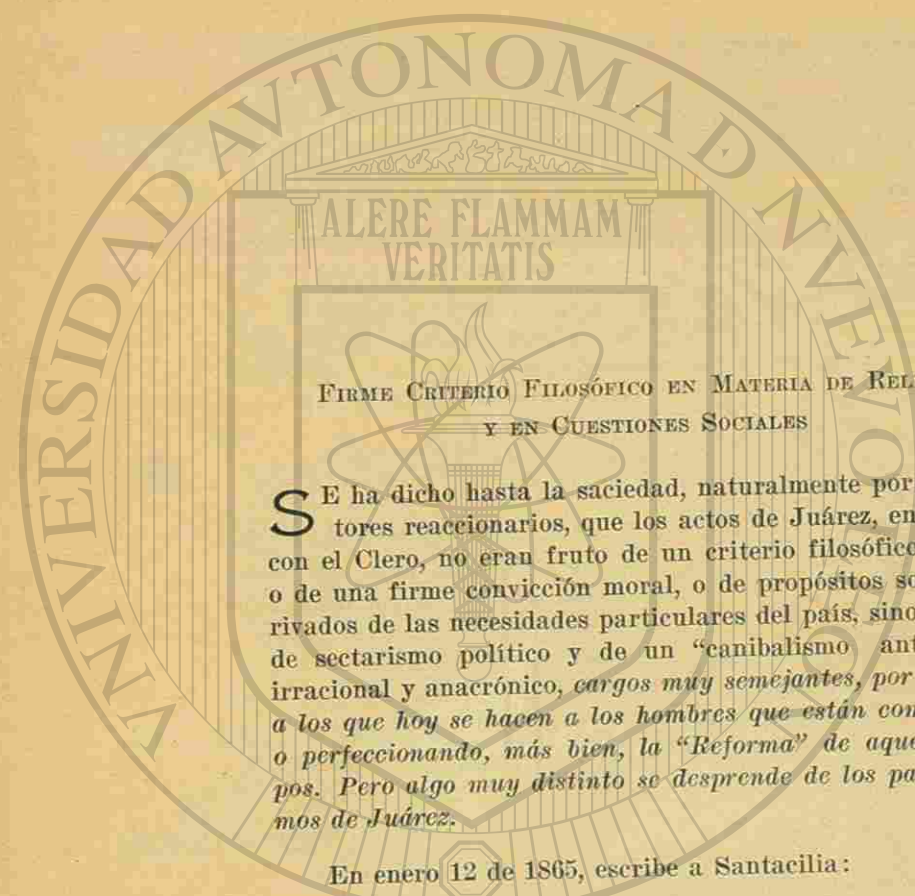 UNIVERSIDAD AUTONOMA D NUEVO
ALERE FLAMMAM
VERITATIS
FIRME CRITERIO FILOSÓFICO EN MATERIA DE REL
Y EN CUESTIONES SOCIALES
SE ha dicho hasta la saciedad, naturalmente por
tores reaccionarios, que los actos de Juárez, en
con el Clero, no eran fruto de un criterio filosófico
o de una firme convicción moral, o de propósitos so
rivados de las necesidades particulares del país, sino
de sectarismo político y de un "canibalismo ant
irracional y anacrónico, cargos muy semejantes, por
a los que hoy se hacen a los hombres que están con
o perfeccionando, más bien, la "Reforma" de aque
pos. Pero algo muy distinto se desprende de los pa
mos de Juárez.
En enero 12 de 1865, escribe a Santacilia: